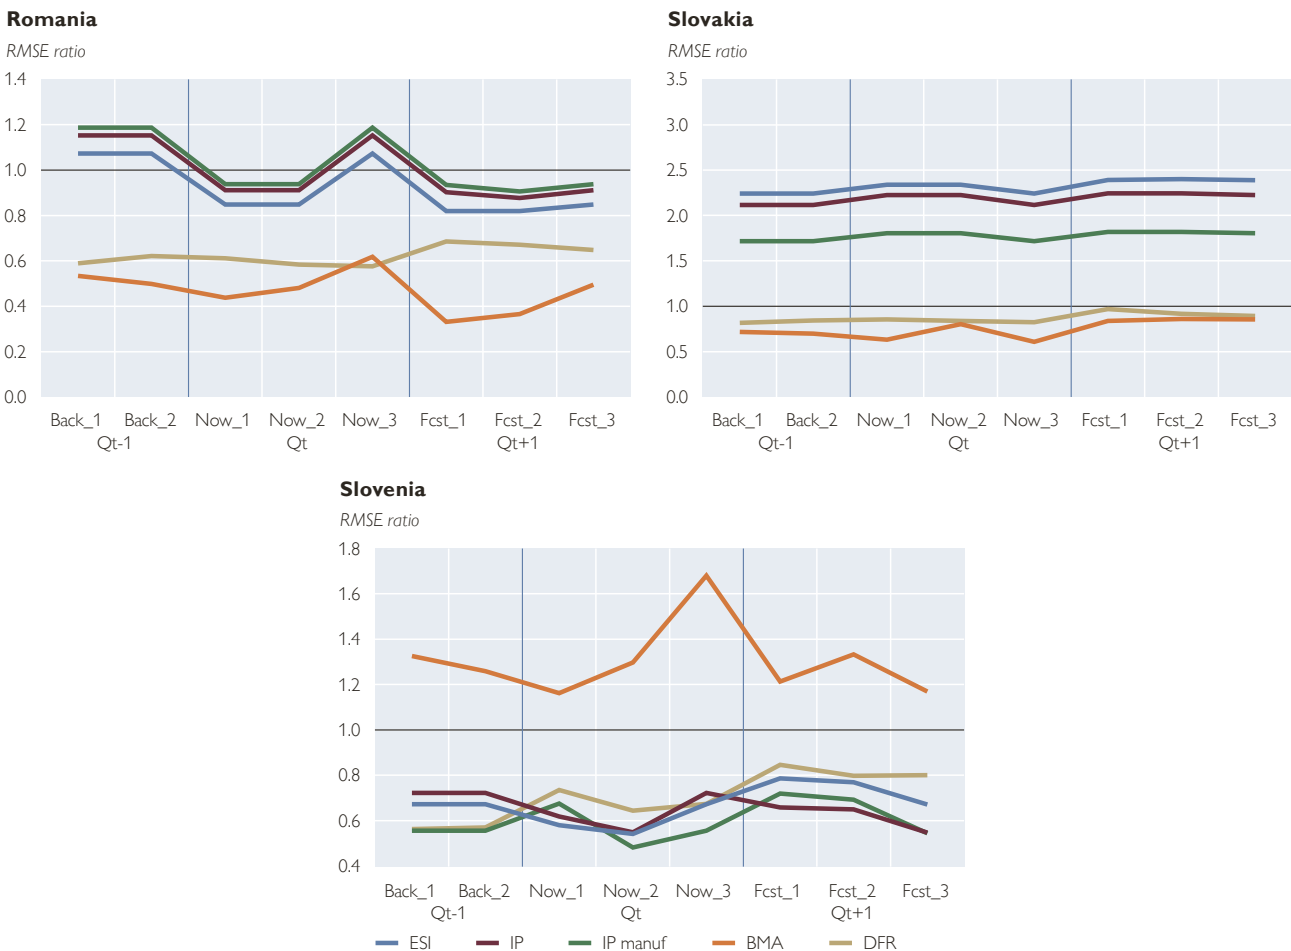 Romania
RMSE ratio
1.4
1.2
1.0
0.8
0.6
0.4
0.2
0.0
Back_1 Back_2 Now_1 Now_2 Now_3 Fcst_1 Fcst_2 Fcst_3
Qt-1 Qt Qt+1
Slovakia
RMSE ratio
3.5
3.0
2.5
2.0
1.5
1.0
0.5
0.0
Back_1 Back_2 Now_1 Now_2 Now_3 Fcst_1 Fcst_2 Fcst_3
Qt-1 Qt Qt+1
Slovenia
RMSE ratio
1.8
1.6
1.4
1.2
1.0
0.8
0.6
0.4
Back_1 Back_2 Now_1 Now_2 Now_3 Fcst_1 Fcst_2 Fcst_3
Qt-1 Qt Qt+1
ESI IP IP manuf BMA DFR